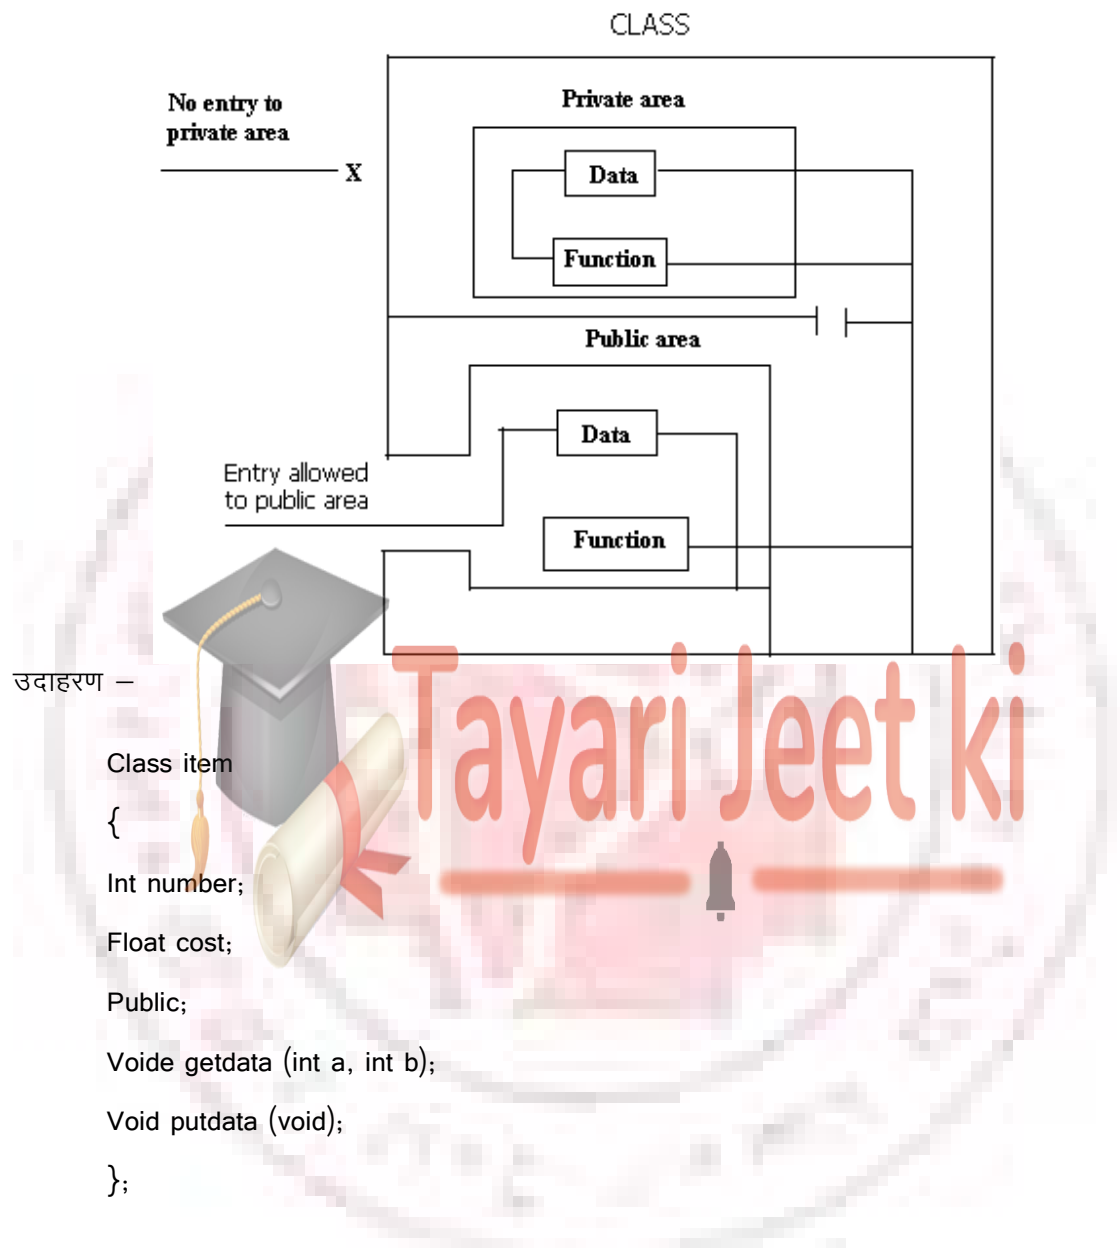 CLASS
No entry to
private area
X
Private area
Data
Function
Public area
Data
Entry allowed
to public area
Function
उदाहरण –
Tayari Jeet ki
Class item
{
Int number;
Float cost;
Public;
Voide getdata (int a, int b);
Void putdata (void);
};